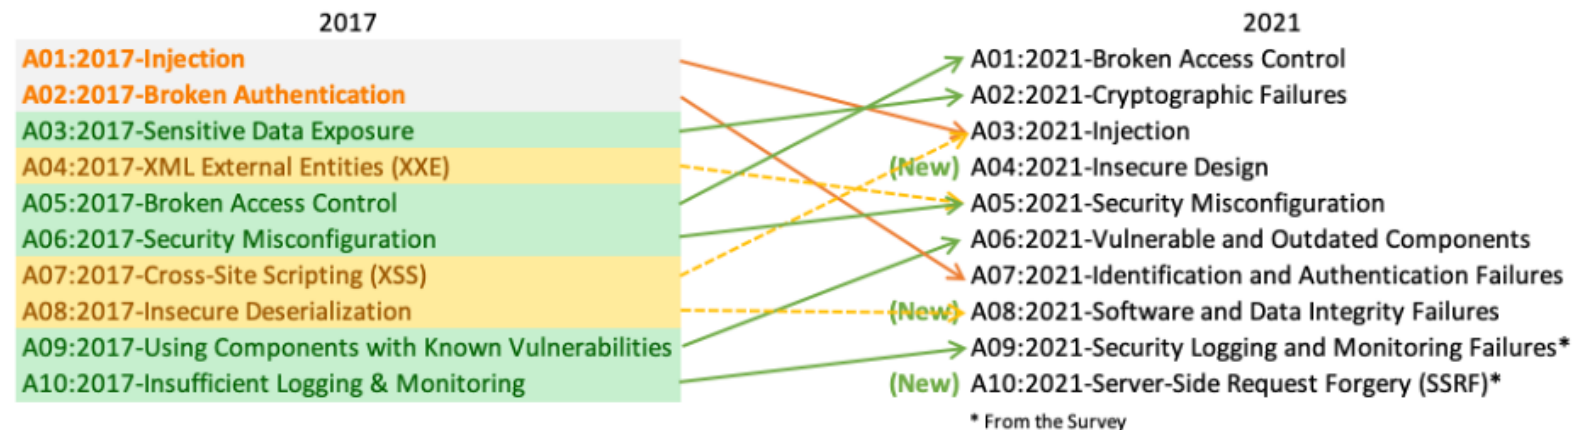 2017
A01:2017-Injection
A02:2017-Broken Authentication
A03:2017-Sensitive Data Exposure
A04:2017-XML External Entities (XXE)
A05:2017-Broken Access Control
A06:2017-Security Misconfiguration
A07:2017-Cross-Site Scripting (XSS)
A08:2017-Insecure Deserialization
A09:2017-Using Components with Known Vulnerabilities
A10:2017-Insufficient Logging & Monitoring
2021
A01:2021-Broken Access Control
A02:2021-Cryptographic Failures
A03:2021-Injection
(New) A04:2021-Insecure Design
A05:2021-Security Misconfiguration
A06:2021-Vulnerable and Outdated Components
A07:2021-Identification and Authentication Failures
(New) A08:2021-Software and Data Integrity Failures
A09:2021-Security Logging and Monitoring Failures*
(New) A10:2021-Server-Side Request Forgery (SSRF)*
* From the Survey